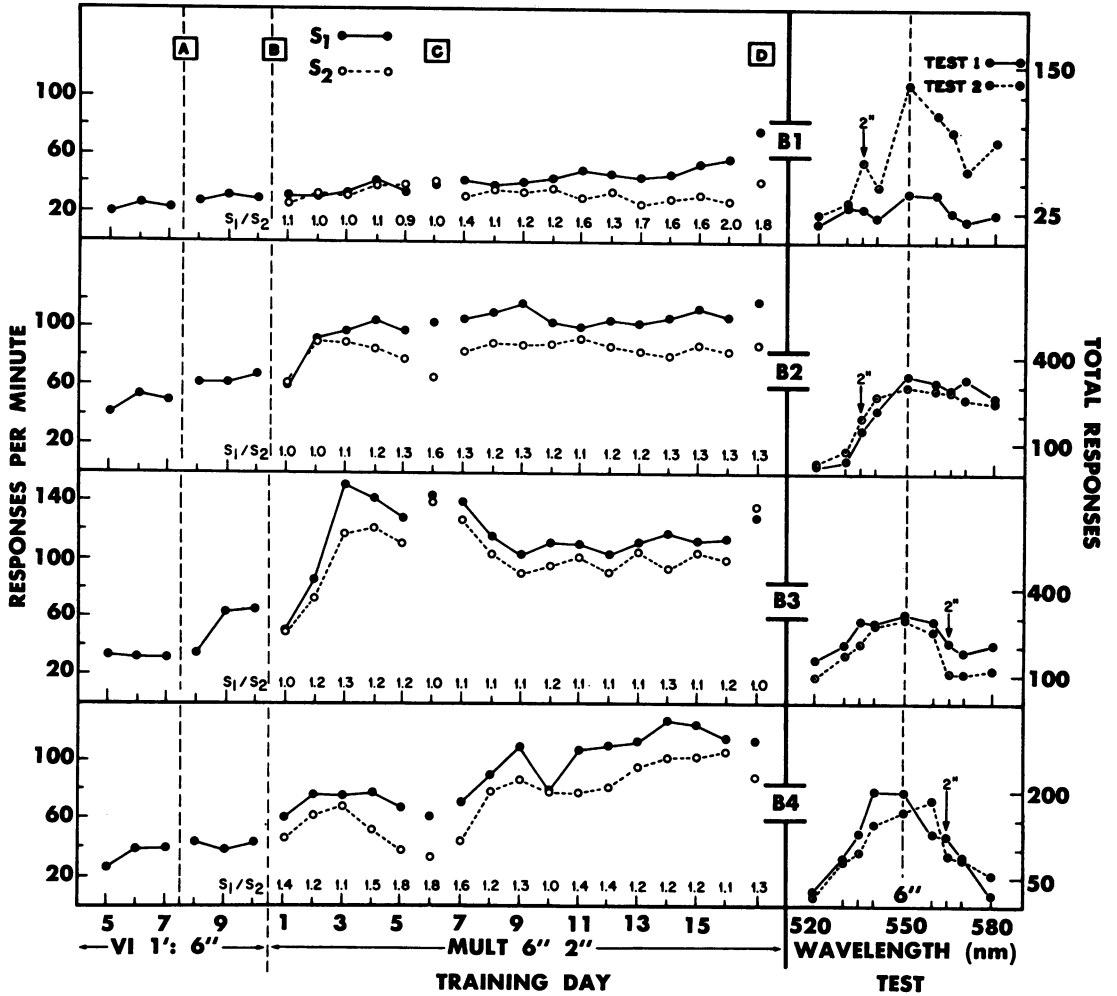 A B S1 C D
S2
TEST 1
TEST 2
150
25
100
60
20
2"
B1
S1/S2 1.1 1.0 1.0 1.1 0.9 1.0 1.4 1.1 1.2 1.2 1.6 1.3 1.7 1.6 1.6 2.0 1.8
100
60
20
2"
B2
400
100
S1/S2 1.0 1.0 1.1 1.2 1.3 1.6 1.3 1.2 1.3 1.2 1.1 1.2 1.2 1.3 1.3 1.3 1.3
RESPONSES PER MINUTE
TOTAL RESPONSES
140
100
60
20
2"
B3
400
100
S1/S2 1.0 1.2 1.3 1.2 1.2 1.0 1.1 1.1 1.1 1.2 1.1 1.1 1.1 1.3 1.1 1.2 1.0
100
60
20
2"
B4
200
50
6"
S1/S2 1.4 1.2 1.1 1.5 1.8 1.8 1.6 1.2 1.3 1.0 1.4 1.4 1.2 1.2 1.2 1.1 1.3
5 7 9 1 3 5 7 9 11 13 15 520 550 580
VI 1': 6" MULT 6" 2" WAVELENGTH (nm)
TRAINING DAY TEST